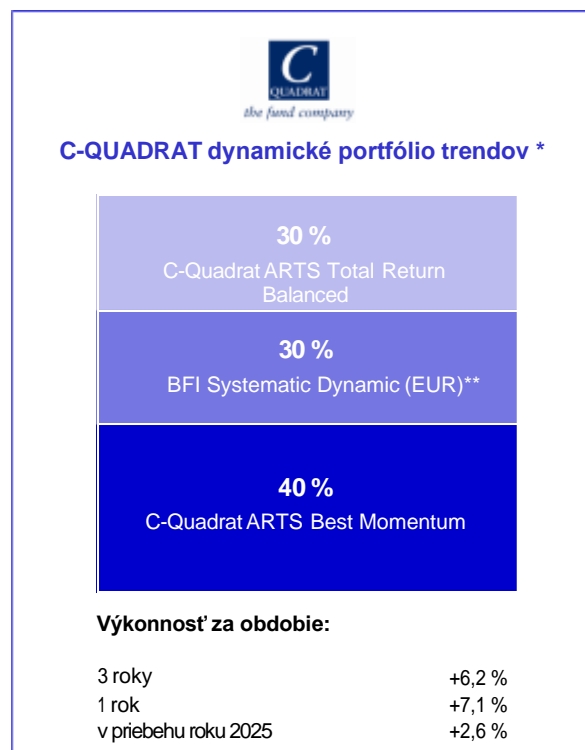 C
QUADRAT
the fund company
C-QUADRAT dynamické portfólio trendov *
30 %
C-Quadrat ARTS Total Return
Balanced
30 %
BFI Systematic Dynamic (EUR)**
40 %
C-Quadrat ARTS Best Momentum
Výkonnosť za obdobie:
3 roky +6,2 %
1 rok +7,1 %
v priebehu roku 2025 +2,6 %